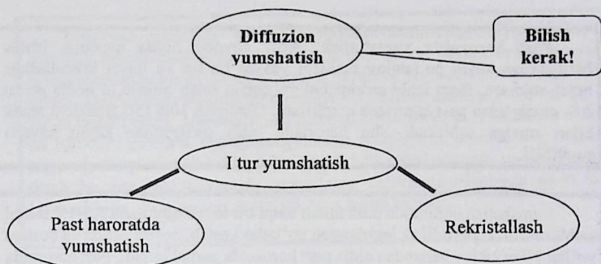 Diffuzion
yumshatish
Bilish
kerak!
I tur yumshatish
Past haroratda
yumshatish
Rekristallash